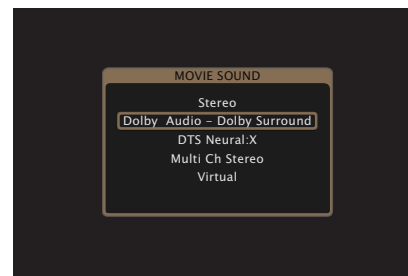 MOVIE SOUND
Stereo
Dolby Audio – Dolby Surround
DTS Neural:X
Multi Ch Stereo
Virtual